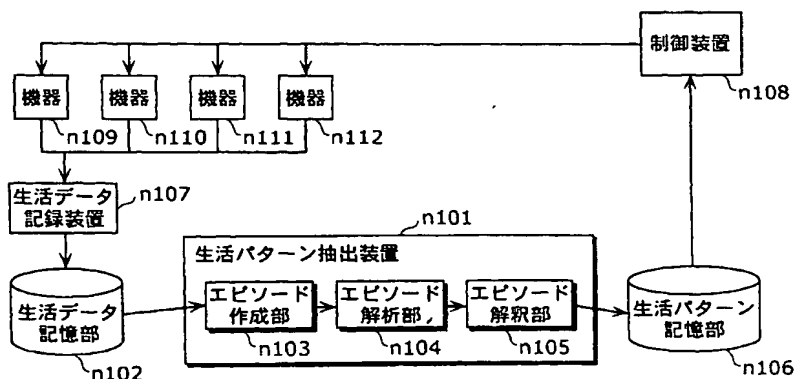 制御装置
n108
機器
機器
機器
機器
n109
n110
n111
n112
生活データ
記録装置
n107
n101
生活パターン抽出装置
生活データ
記憶部
n102
エピソード
作成部
n103
エピソード
解析部
n104
エピソード
解釈部
n105
生活パターン
記憶部
n106